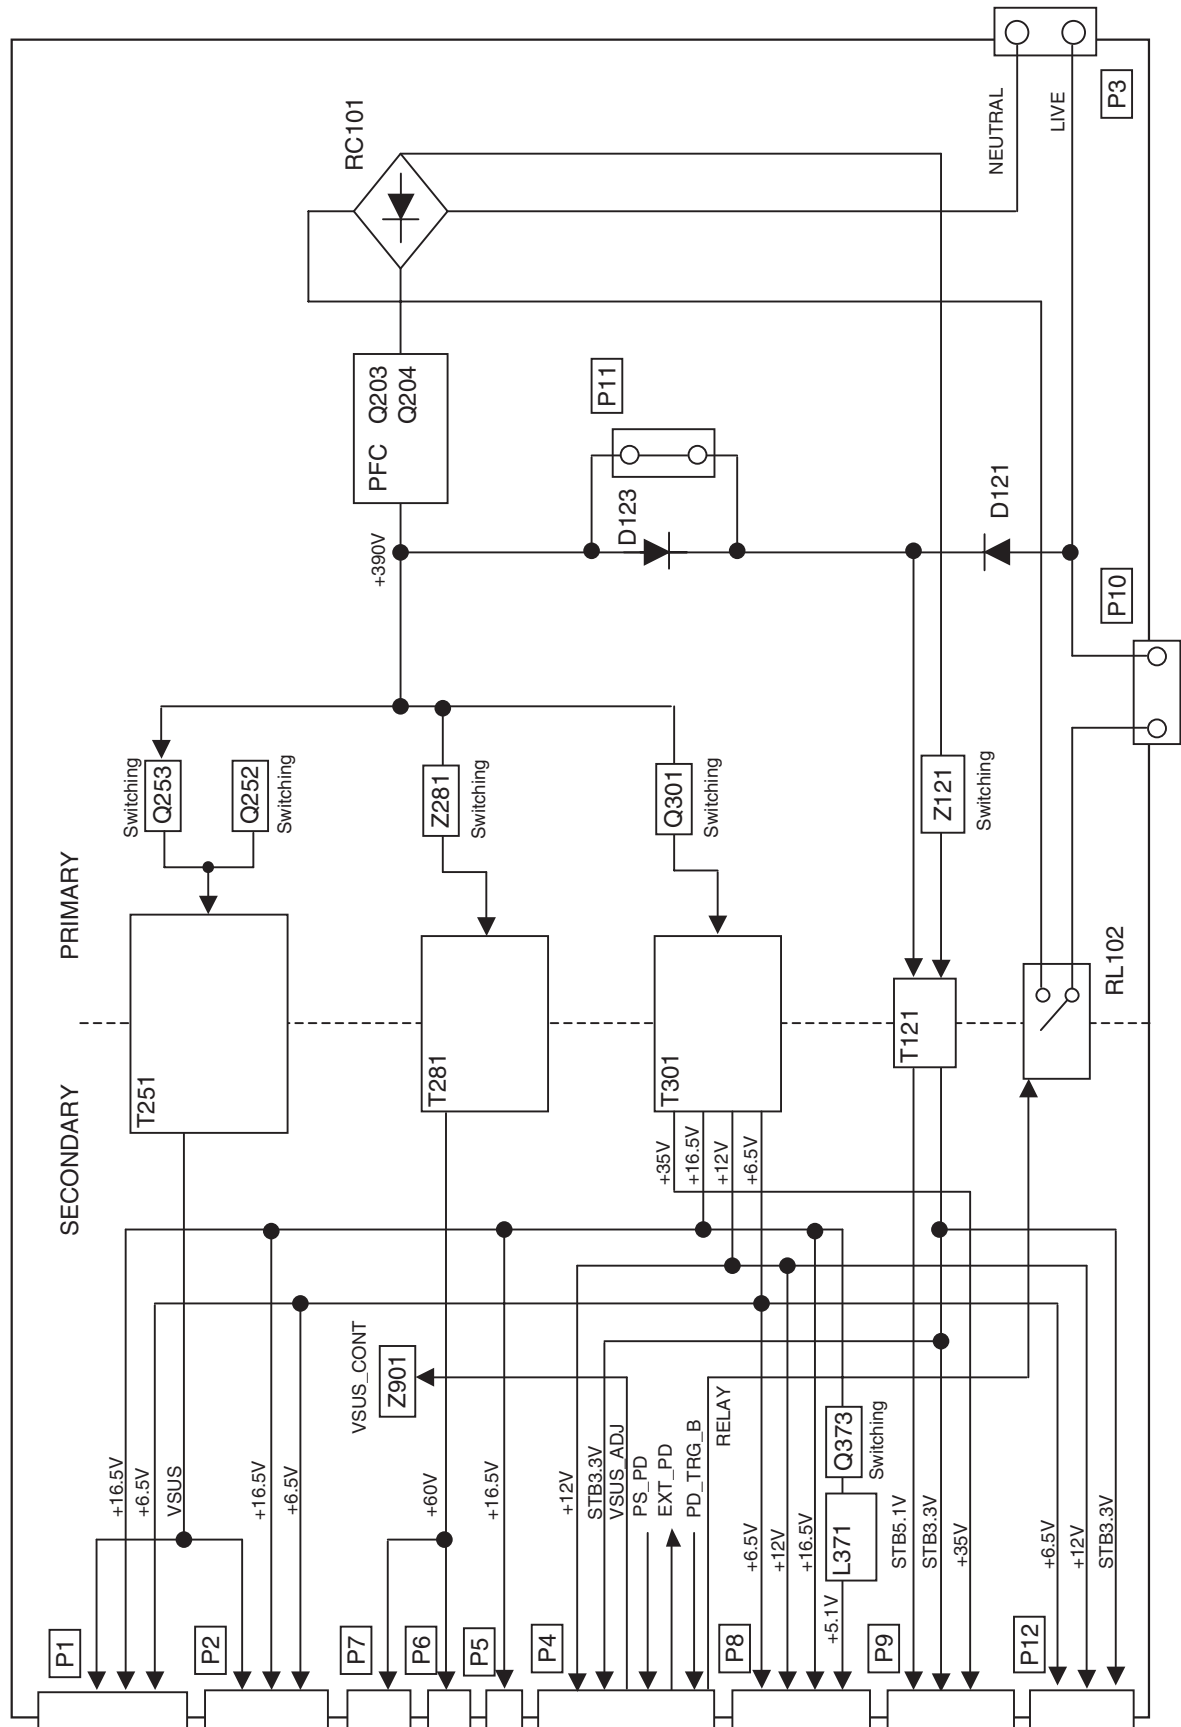 P3
LIVE
NEUTRAL
RC101
PFC Q203
Q204
+390V
P11
D123
D121
P10
PRIMARY
SECONDARY
Switching
Q253
Q252
Switching
Z281
Switching
Q301
Switching
Z121
Switching
T251
T281
T301
T121
RL102
+35V
+16.5V
+12V
+6.5V
VSUS_CONT
Z901
+16.5V
+6.5V
VSUS
+16.5V
+6.5V
+60V
+16.5V
+12V
STB3.3V
VSUS_ADJ
PS_PD
EXT_PD
PD_TRG_B
RELAY
+6.5V
+12V
+16.5V
+5.1V
L371
Q373
Switching
STB5.1V
STB3.3V
+35V
+6.5V
+12V
STB3.3V
P1
P2
P7
P6
P5
P4
P8
P9
P12